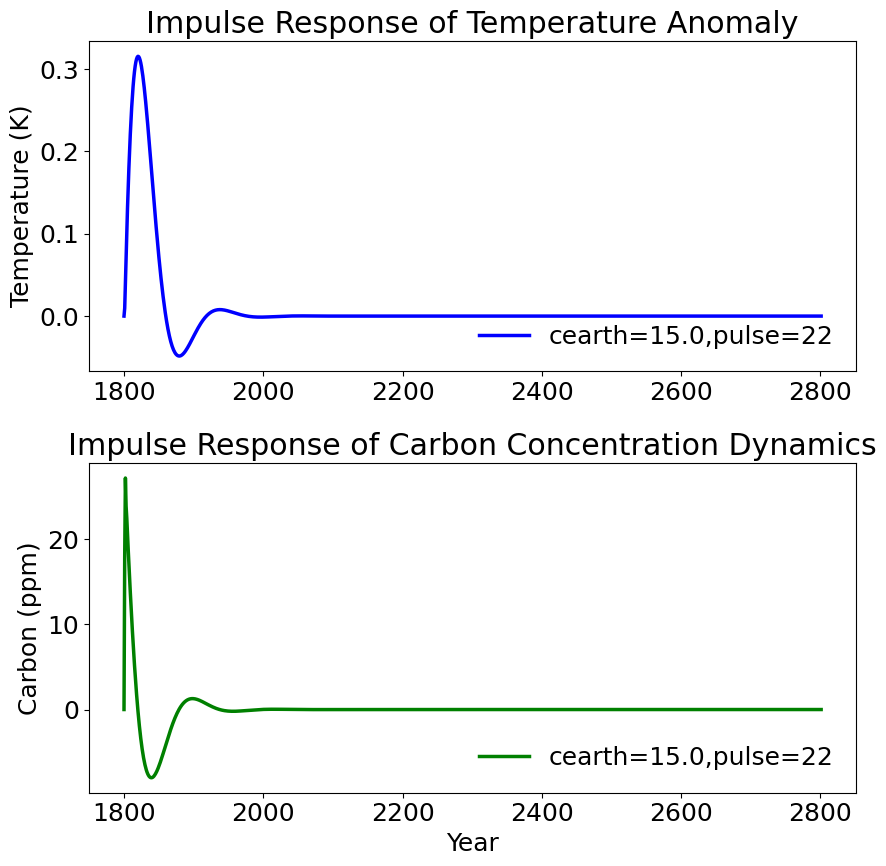 Impulse Response of Temperature Anomaly
Temperature (K)
0.3
0.2
0.1
0.0
cearth=15.0,pulse=22
1800 2000 2200 2400 2600 2800
Impulse Response of Carbon Concentration Dynamics
Carbon (ppm)
20
10
0
cearth=15.0,pulse=22
1800 2000 2200 2400 2600 2800
Year